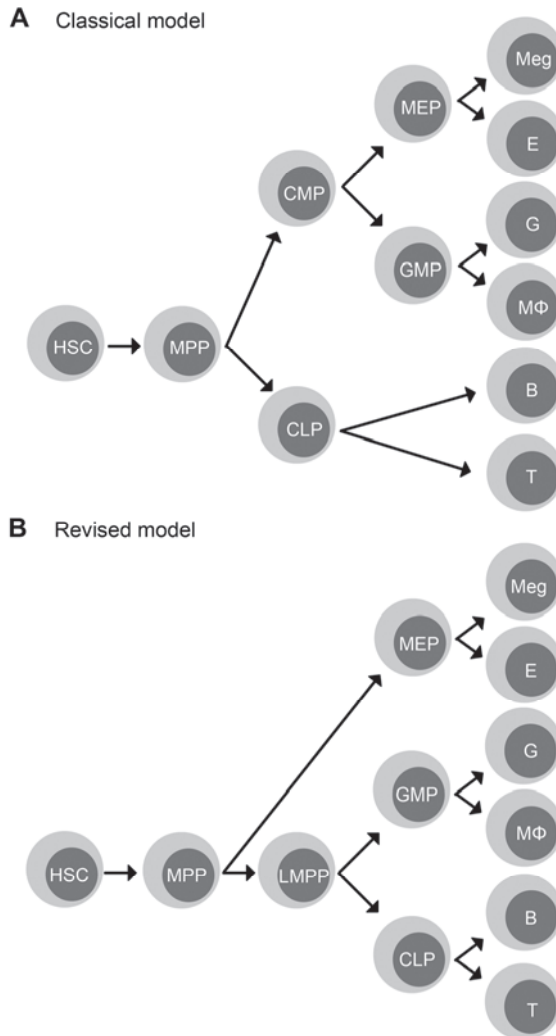 A Classical model
Meg
MEP
E
CMP
G
GMP
MΦ
HSC
MPP
B
CLP
T
B Revised model
Meg
MEP
E
G
GMP
MΦ
HSC
MPP
LMPP
B
CLP
T